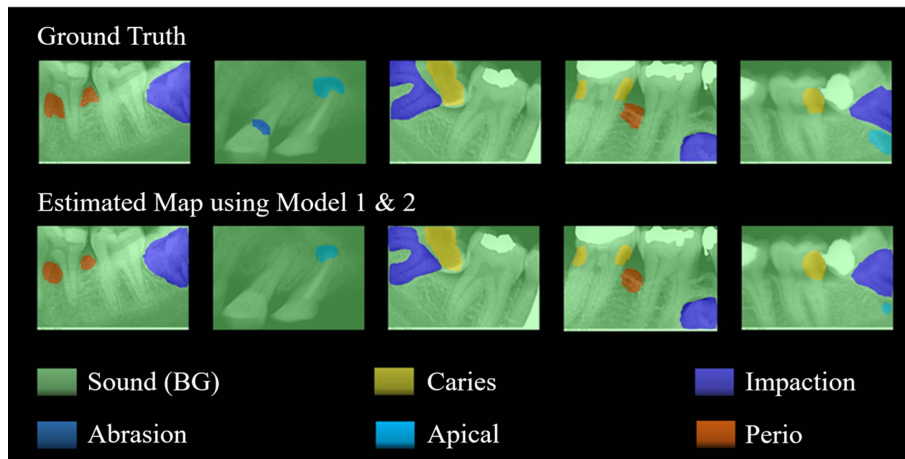 Ground Truth
Estimated Map using Model 1 & 2
Sound (BG) Caries Impaction
Abrasion Apical Perio